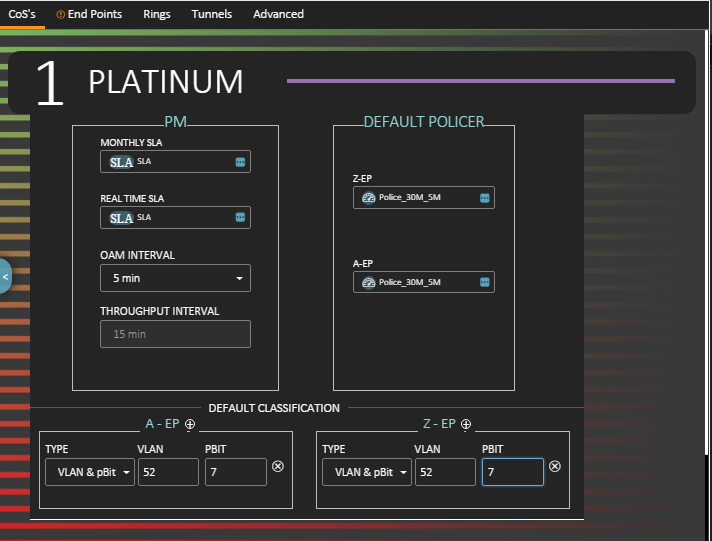 CoS's End Points Rings Tunnels Advanced
1 PLATINUM
PM
DEFAULT POLICER
MONTHLY SLA
SLA SLA
REAL TIME SLA
SLA SLA
OAM INTERVAL
5 min
THROUGHPUT INTERVAL
15 min
Z-EP
Police_30M_5M
A-EP
Police_30M_5M
DEFAULT CLASSIFICATION
A - EP
TYPE VLAN PBIT
VLAN & pBit 52 7
Z - EP
TYPE VLAN PBIT
VLAN & pBit 52 7